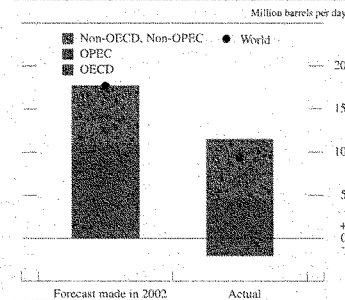 Million barrels per day
Non-OECD, Non-OPEC
World
OPEC
OECD
20
15
10
5
+
0
-
Forecast made in 2002
Actual